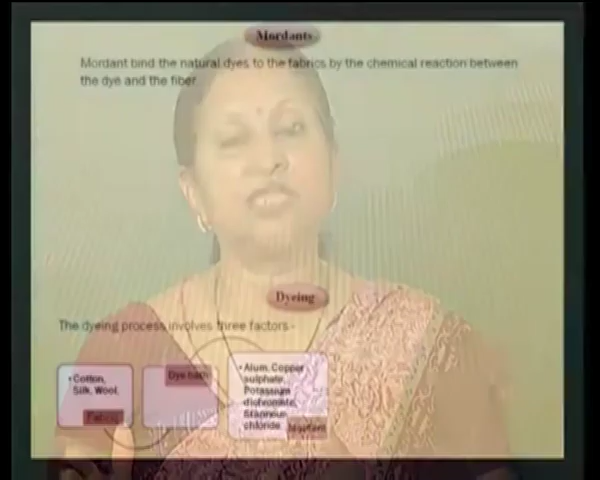 Mordants
Mordant bind the natural dyes to the fabrics by the chemical reaction between
the dye and the fiber
Dyeing
The dyeing process involves three factors -
• Cotton,
Silk, Wool,
Fabric
Dye bath
• Alum, Copper
sulphate,
Potassium
dichromate,
Stannous
chloride
Mordant